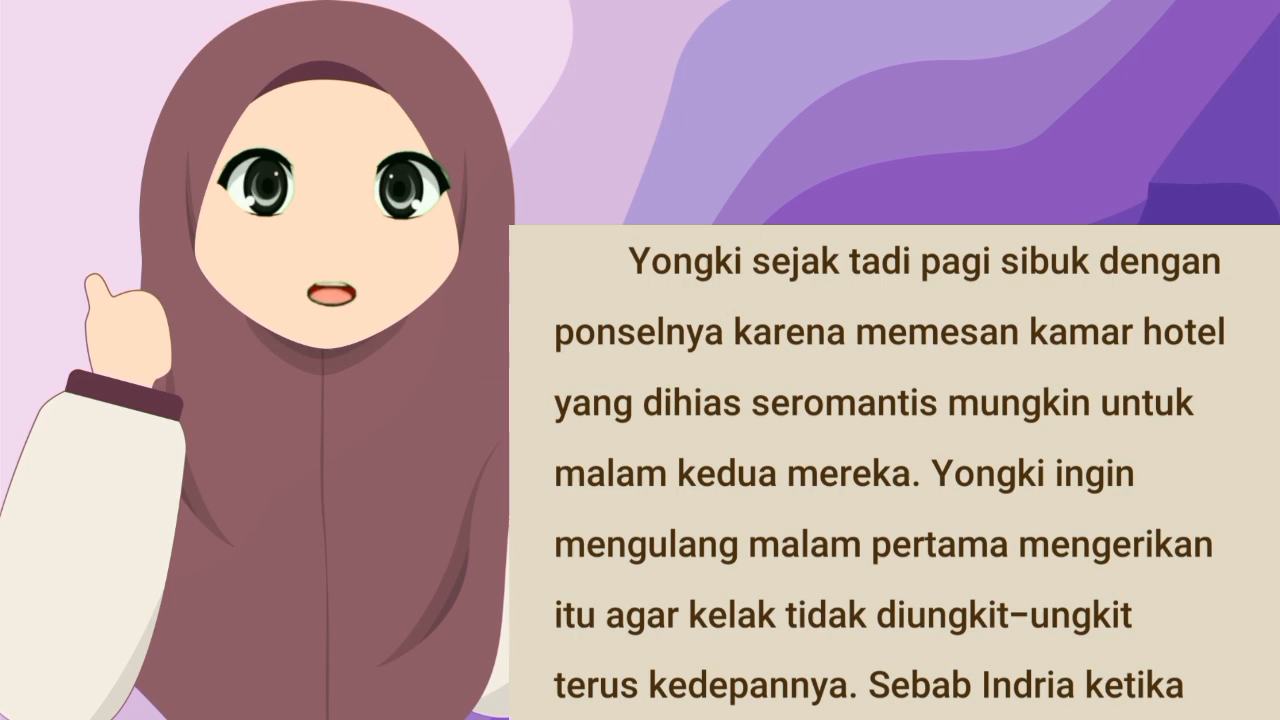 Yongki sejak tadi pagi sibuk dengan
ponselnya karena memesan kamar hotel
yang dihias seromantis mungkin untuk
malam kedua mereka. Yongki ingin
mengulang malam pertama mengerikan
itu agar kelak tidak diungkit-ungkit
terus kedepannya. Sebab Indria ketika